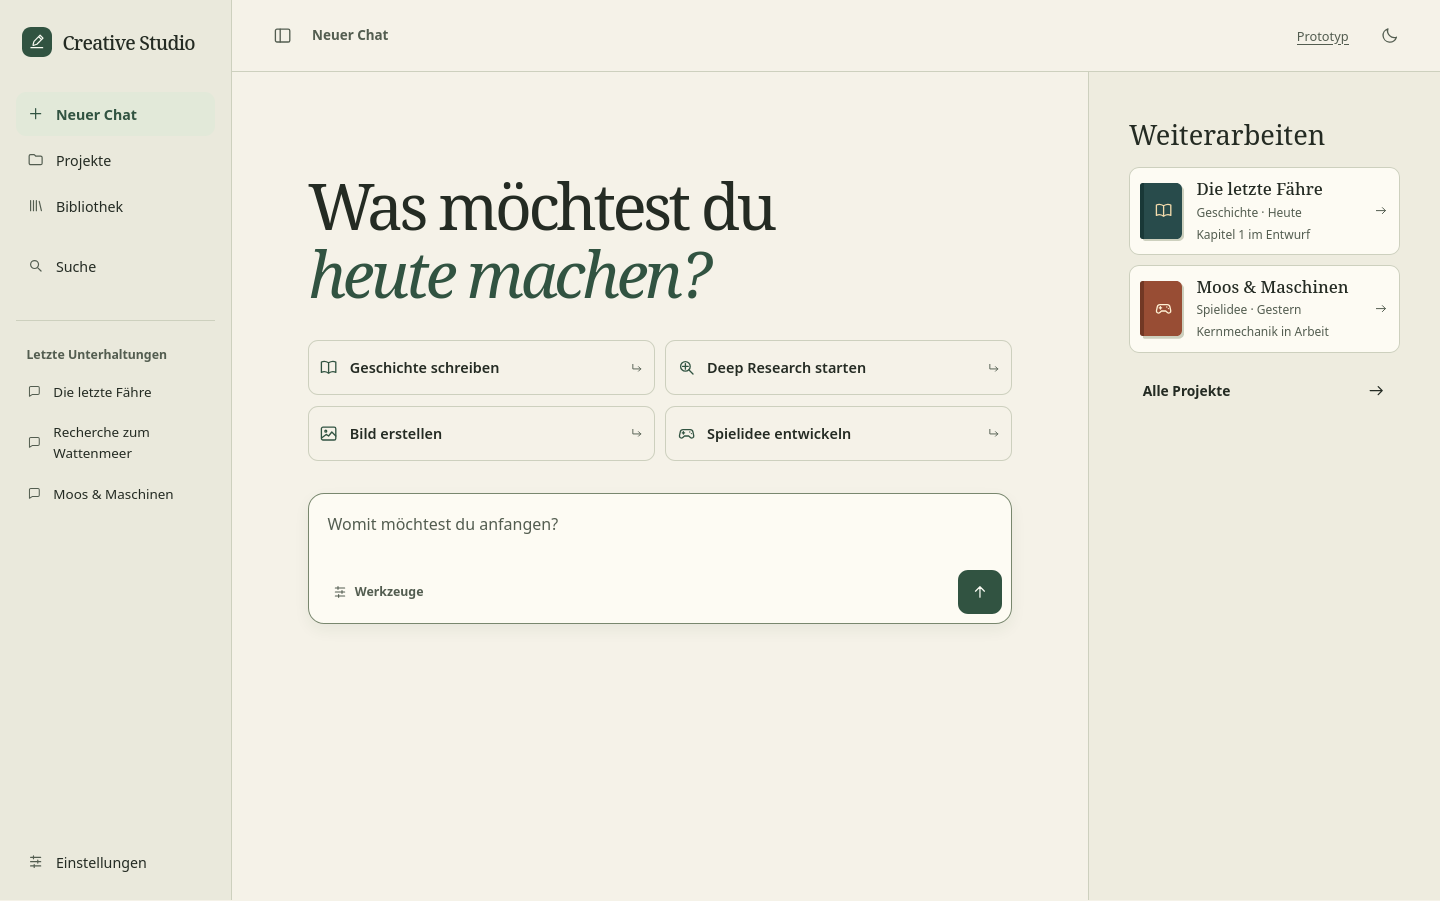 Creative Studio
Neuer Chat
Projekte
Bibliothek
Suche
Letzte Unterhaltungen
Die letzte Fähre
Recherche zum
Wattenmeer
Moos & Maschinen
Einstellungen
Neuer Chat
Prototyp
Was möchtest du
heute machen?
Geschichte schreiben
Deep Research starten
Bild erstellen
Spielidee entwickeln
Womit möchtest du anfangen?
Werkzeuge
Weiterarbeiten
Die letzte Fähre
Geschichte · Heute
Kapitel 1 im Entwurf
Moos & Maschinen
Spielidee · Gestern
Kernmechanik in Arbeit
Alle Projekte